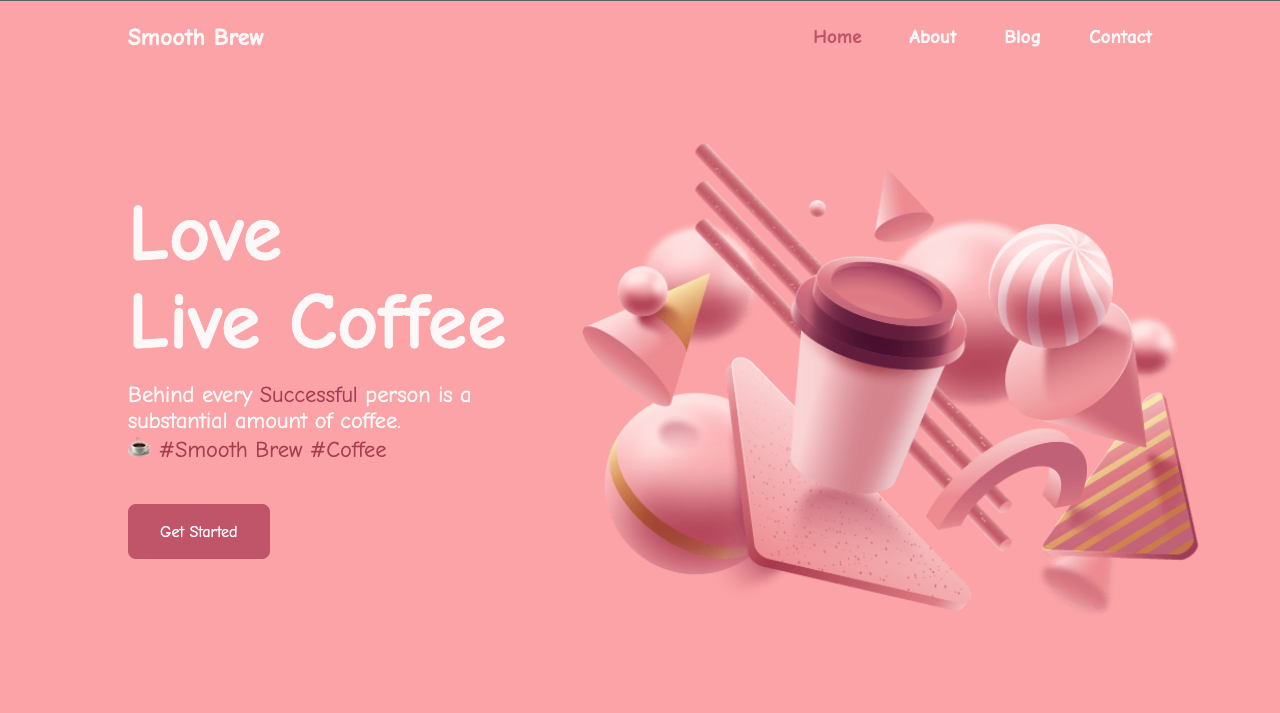 Smooth Brew
Home About Blog Contact
Love
Live Coffee
Behind every Successful person is a
substantial amount of coffee.
☕ #Smooth Brew #Coffee
Get Started